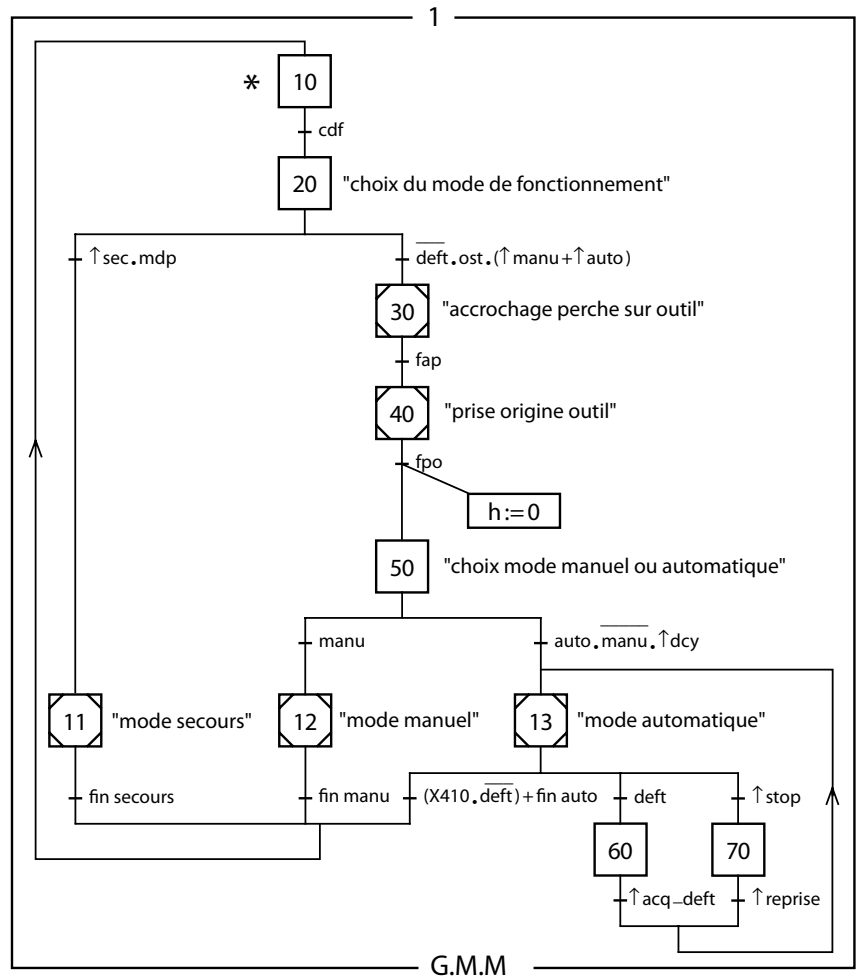 1
*
10
cdf
20 "choix du mode de fonctionnement"
↑sec.mdp
d̅e̅f̅t̅.ost.(↑manu+↑auto)
30 "accrochage perche sur outil"
fap
40 "prise origine outil"
fpo
h:=0
50 "choix mode manuel ou automatique"
manu
auto.m̅a̅n̅u̅.↑dcy
11 "mode secours"
12 "mode manuel"
13 "mode automatique"
fin secours
fin manu
(X410.d̅e̅f̅t̅)+fin auto
deft
↑stop
60
70
↑acq_deft
↑reprise
G.M.M